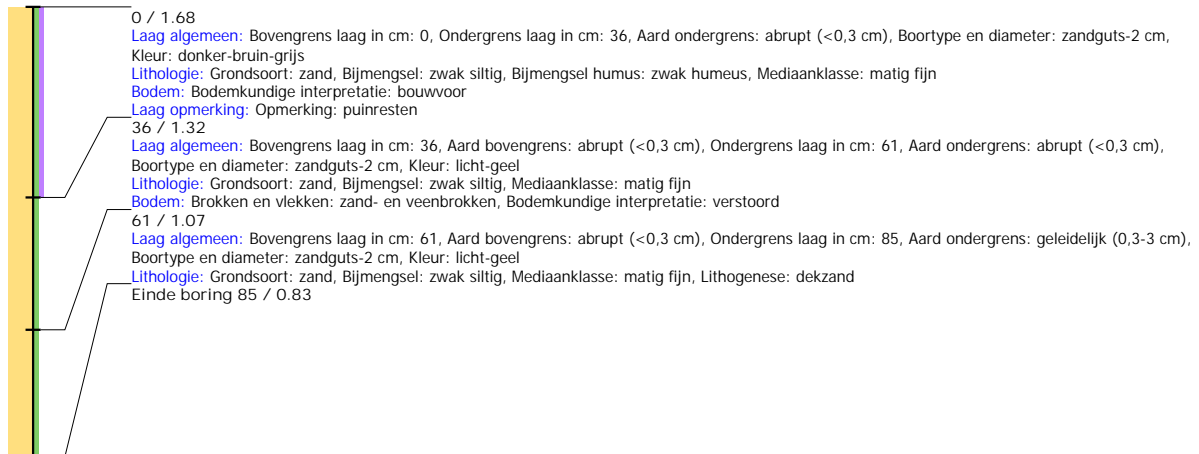 0 / 1.68
Laag algemeen: Bovengrens laag in cm: 0, Ondergrens laag in cm: 36, Aard ondergrens: abrupt (<0,3 cm), Boortype en diameter: zandguts-2 cm,
Kleur: donker-bruin-grijs
Lithologie: Grondsoort: zand, Bijmengsel: zwak siltig, Bijmengsel humus: zwak humeus, Mediaanklasse: matig fijn
Bodem: Bodemkundige interpretatie: bouwvoor
Laag opmerking: Opmerking: puinresten
36 / 1.32
Laag algemeen: Bovengrens laag in cm: 36, Aard bovengrens: abrupt (<0,3 cm), Ondergrens laag in cm: 61, Aard ondergrens: abrupt (<0,3 cm),
Boortype en diameter: zandguts-2 cm, Kleur: licht-geel
Lithologie: Grondsoort: zand, Bijmengsel: zwak siltig, Mediaanklasse: matig fijn
Bodem: Brokken en vlekken: zand- en veenbrokken, Bodemkundige interpretatie: verstoord
61 / 1.07
Laag algemeen: Bovengrens laag in cm: 61, Aard bovengrens: abrupt (<0,3 cm), Ondergrens laag in cm: 85, Aard ondergrens: geleidelijk (0,3-3 cm),
Boortype en diameter: zandguts-2 cm, Kleur: licht-geel
Lithologie: Grondsoort: zand, Bijmengsel: zwak siltig, Mediaanklasse: matig fijn, Lithogenese: dekzand
Einde boring 85 / 0.83